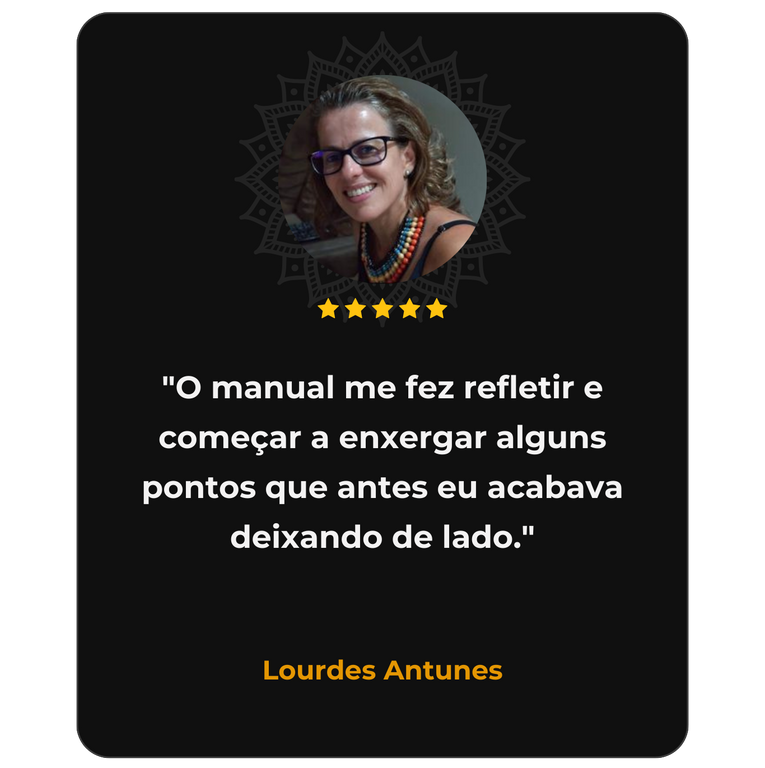 "O manual me fez refletir e
começar a enxergar alguns
pontos que antes eu acabava
deixando de lado."
Lourdes Antunes